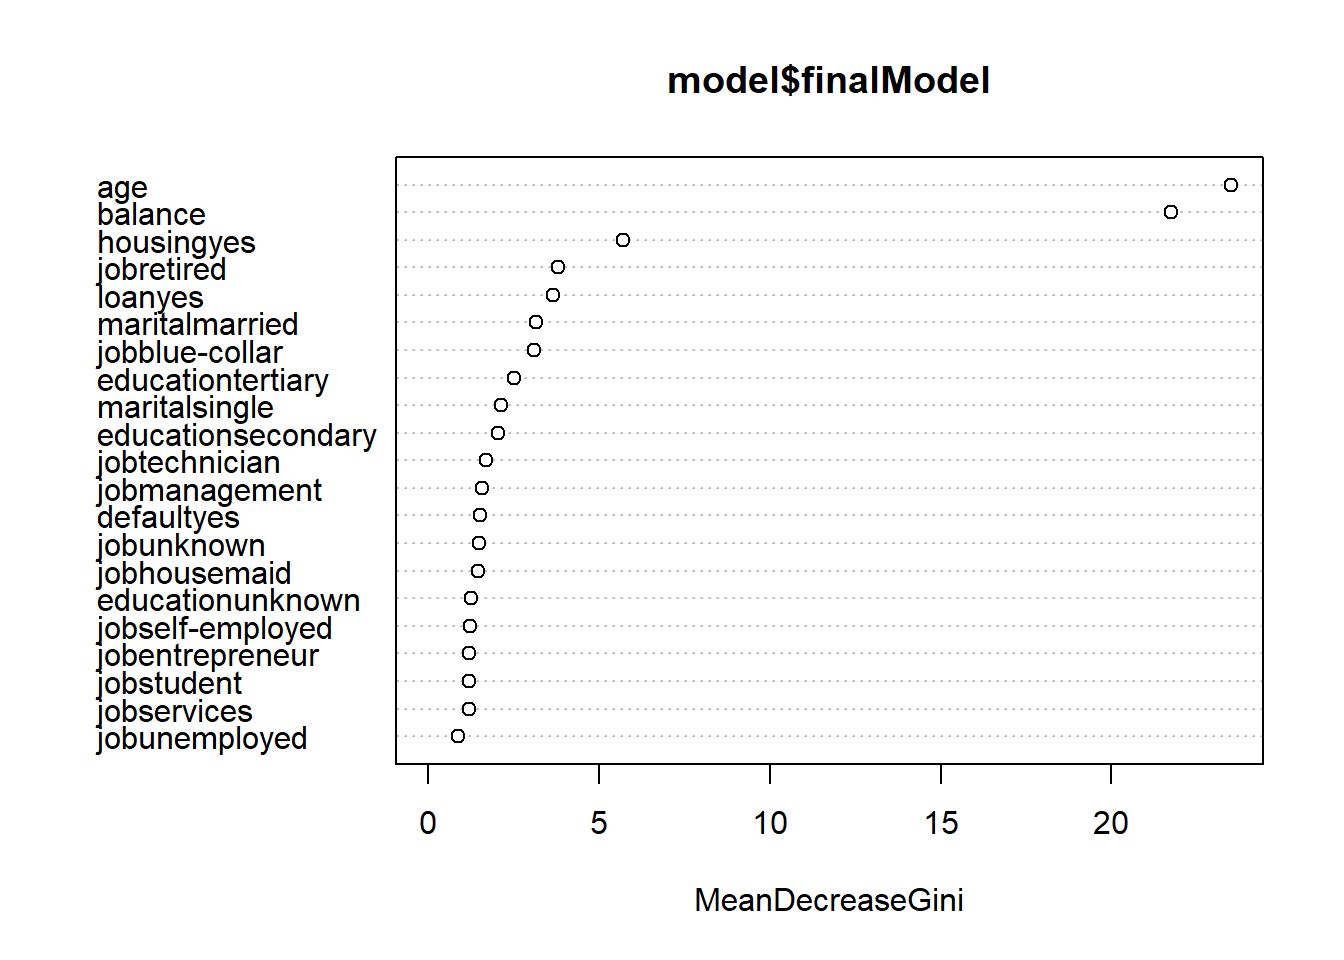 model$finalModel
age
balance
housingyes
jobretired
loanyes
maritalmarried
jobblue-collar
educationtertiary
maritalsingle
educationsecondary
jobtechnician
jobmanagement
defaultyes
jobunknown
jobhousemaid
educationunknown
jobself-employed
jobentrepreneur
jobstudent
jobservices
jobunemployed
0 5 10 15 20
MeanDecreaseGini